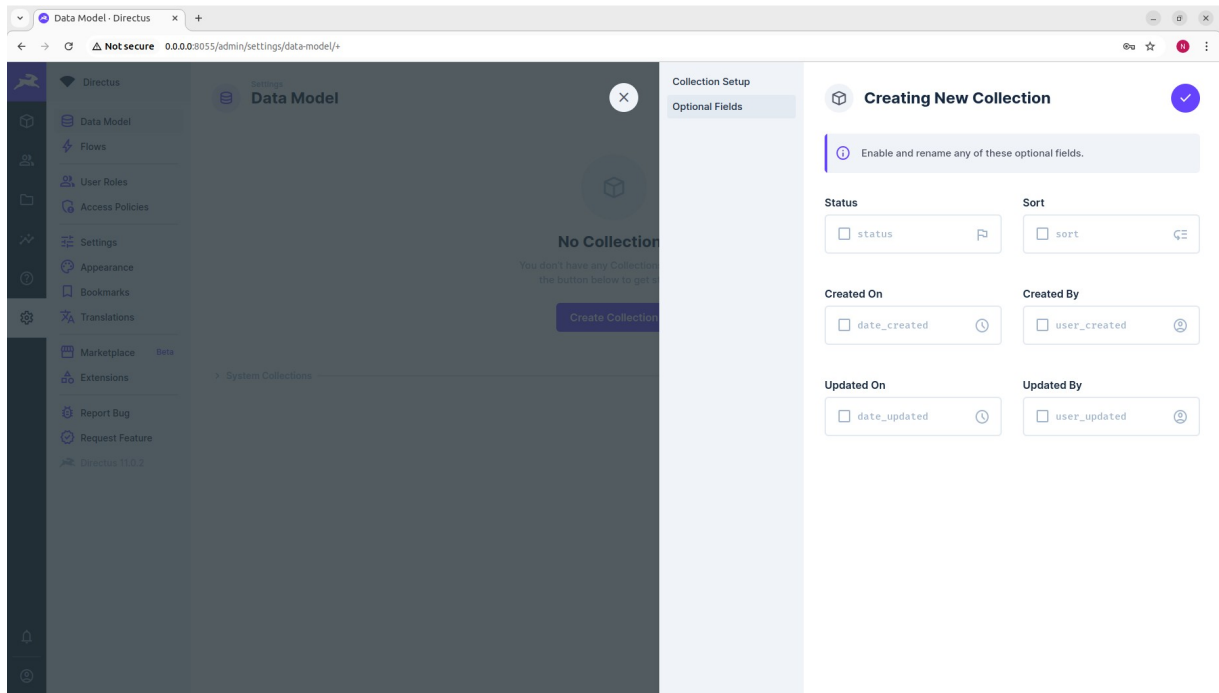 Data Model · Directus
Not secure 0.0.0.0:8055/admin/settings/data-model/+
N
Directus
Data Model
Flows
User Roles
Access Policies
Settings
Appearance
Bookmarks
Translations
Marketplace Beta
Extensions
Report Bug
Request Feature
Directus 11.0.2
Settings
Data Model
No Collection
You don't have any Collection
the button below to get s
Create Collection
System Collections
Collection Setup
Optional Fields
Creating New Collection
Enable and rename any of these optional fields.
Status
status
Sort
sort
Created On
date_created
Created By
user_created
Updated On
date_updated
Updated By
user_updated